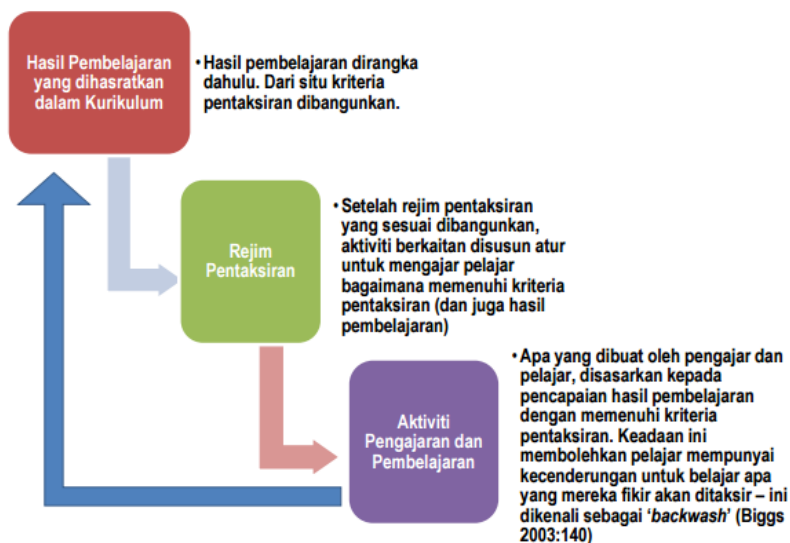 Hasil Pembelajaran
yang dihasratkan
dalam Kurikulum
• Hasil pembelajaran dirangka
dahulu. Dari situ kriteria
pentaksiran dibangunkan.
Rejim
Pentaksiran
• Setelah rejim pentaksiran
yang sesuai dibangunkan,
aktiviti berkaitan disusun atur
untuk mengajar pelajar
bagaimana memenuhi kriteria
pentaksiran (dan juga hasil
pembelajaran)
Aktiviti
Pengajaran dan
Pembelajaran
• Apa yang dibuat oleh pengajar dan
pelajar, disasarkan kepada
pencapaian hasil pembelajaran
dengan memenuhi kriteria
pentaksiran. Keadaan ini
membolehkan pelajar mempunyai
kecenderungan untuk belajar apa
yang mereka fikir akan ditaksir – ini
dikenali sebagai ‘backwash’ (Biggs
2003:140)